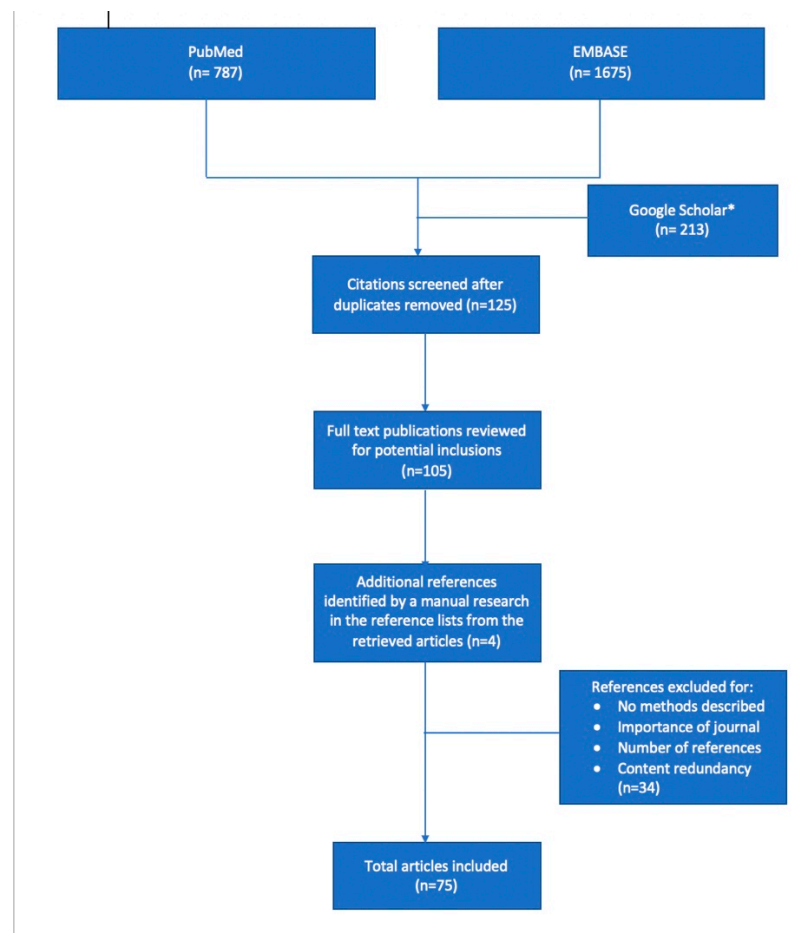 PubMed
(n= 787)
EMBASE
(n= 1675)
Google Scholar*
(n= 213)
Citations screened after
duplicates removed (n=125)
Full text publications reviewed
for potential inclusions
(n=105)
Additional references
identified by a manual research
in the reference lists from the
retrieved articles (n=4)
References excluded for:
• No methods described
• Importance of journal
• Number of references
• Content redundancy
(n=34)
Total articles included
(n=75)